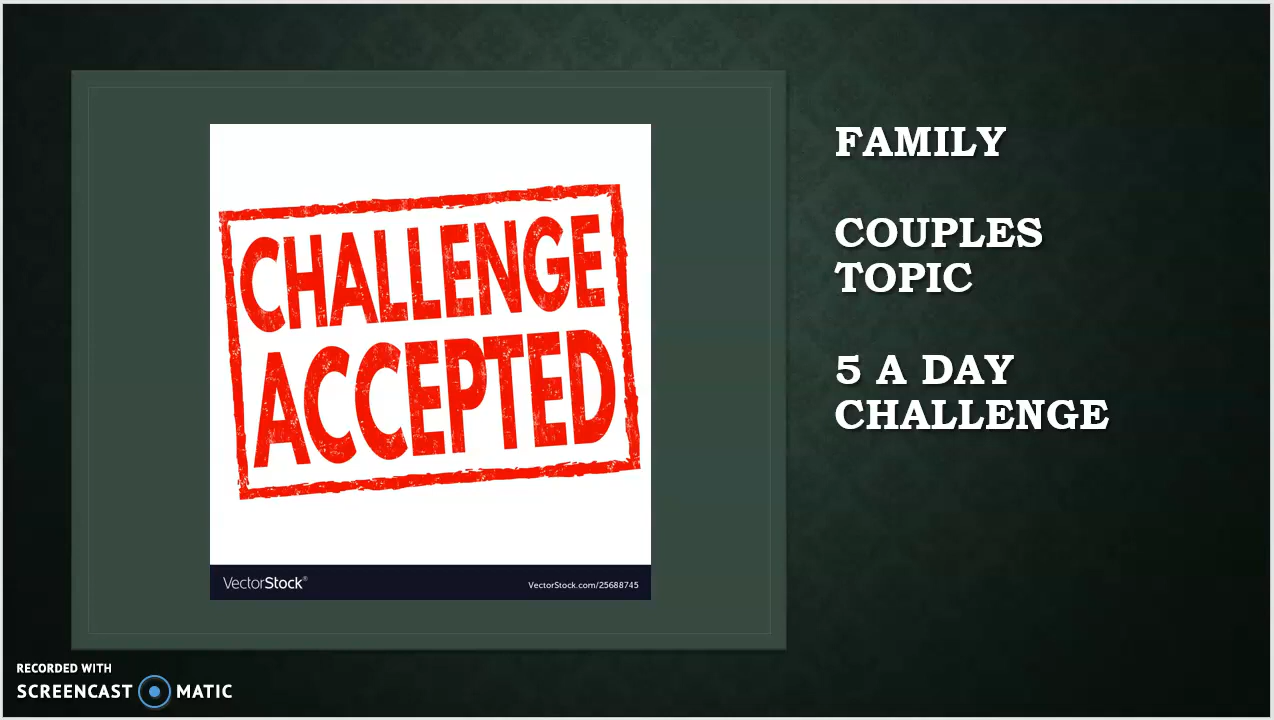 CHALLENGE
ACCEPTED
VectorStock®
VectorStock.com/25688745
FAMILY
COUPLES
TOPIC
5 A DAY
CHALLENGE
RECORDED WITH
SCREENCAST MATIC